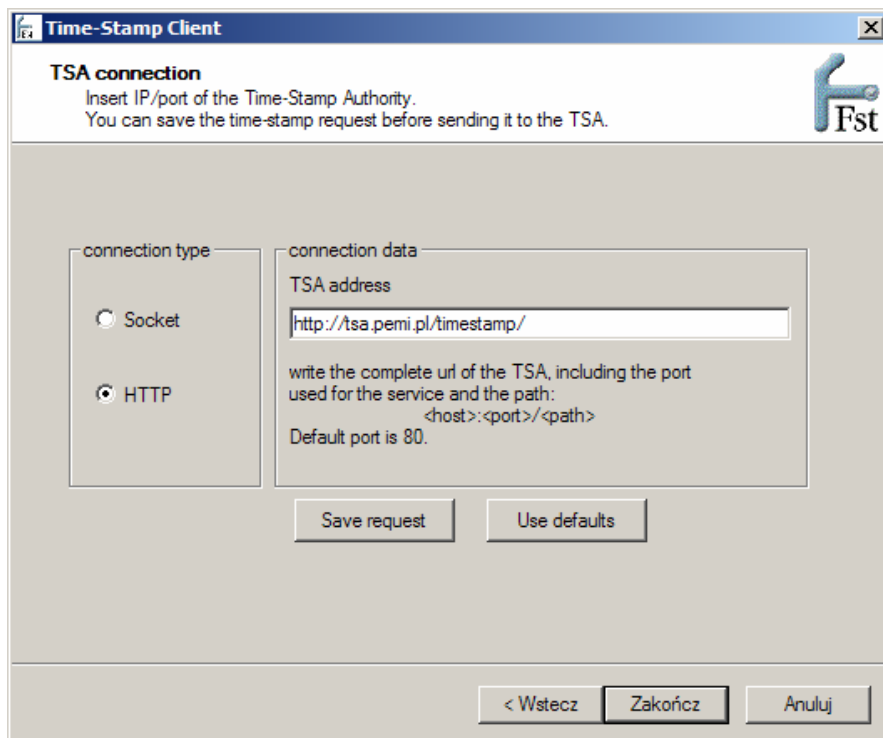 Time-Stamp Client
TSA connection
Insert IP/port of the Time-Stamp Authority.
You can save the time-stamp request before sending it to the TSA.
Fst
connection type
Socket
HTTP
connection data
TSA address
http://tsa.pemi.pl/timestamp/
write the complete url of the TSA, including the port
used for the service and the path:
<host>:<port>/<path>
Default port is 80.
Save request
Use defaults
< Wstecz
Zakończ
Anuluj